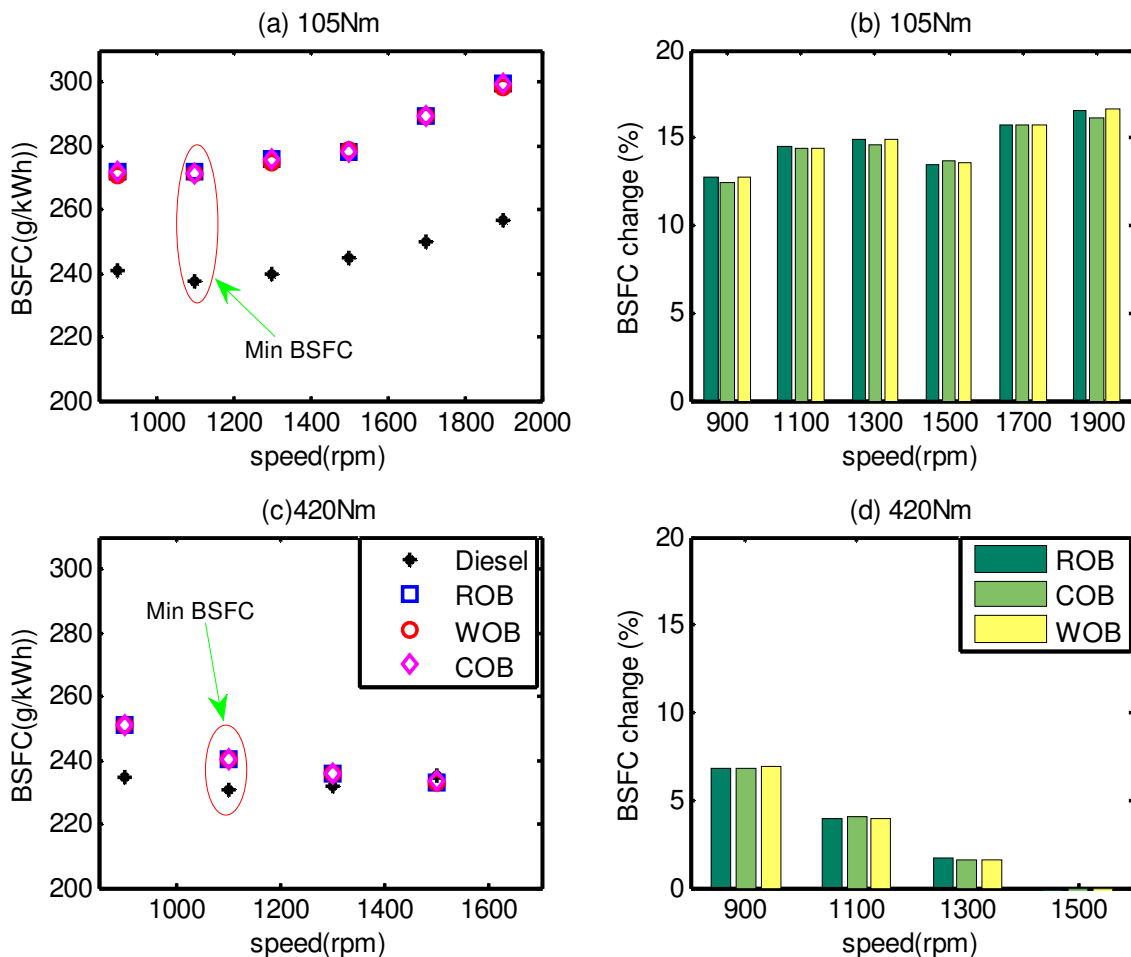 (a) 105Nm
BSFC(g/kWh))
300
280
260
240
220
200
Min BSFC
1000 1200 1400 1600 1800 2000
speed(rpm)
(b) 105Nm
BSFC change (%)
20
15
10
5
0
900 1100 1300 1500 1700 1900
speed(rpm)
(c)420Nm
BSFC(g/kWh))
300
280
260
240
220
200
Min BSFC
Diesel
ROB
WOB
COB
1000 1200 1400 1600
speed(rpm)
(d) 420Nm
BSFC change (%)
20
15
10
5
0
ROB
COB
WOB
900 1100 1300 1500
speed(rpm)